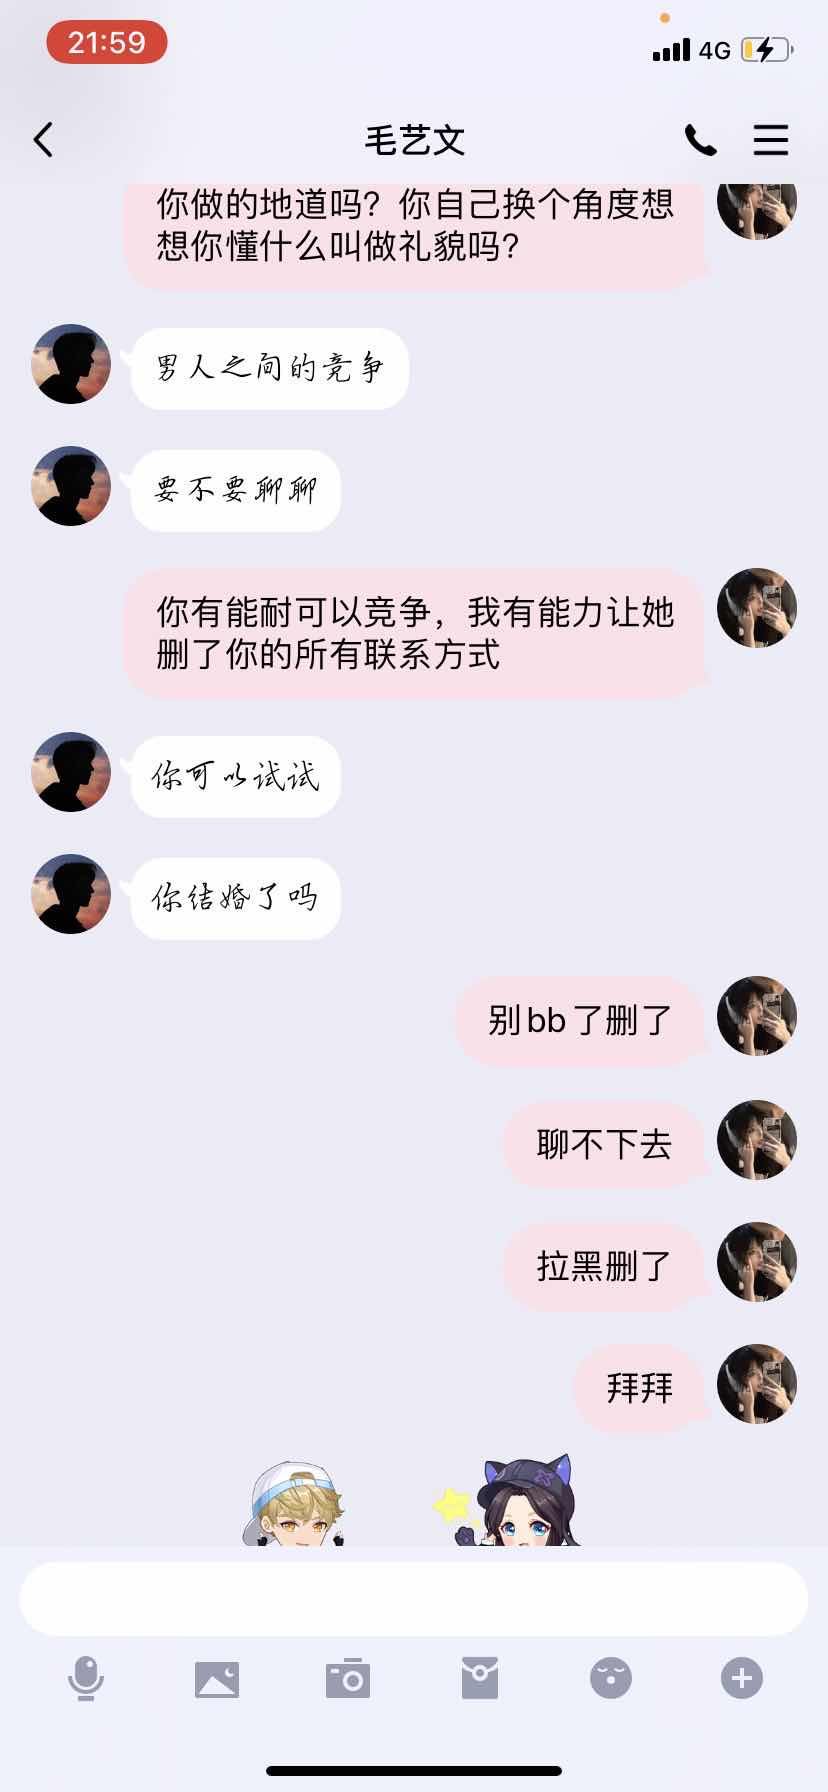 21:59
4G
毛艺文
你做的地道吗？你自己换个角度想
想你懂什么叫做礼貌吗？
男人之间的竞争
要不要聊聊
你有能耐可以竞争，我有能力让她
删了你的所有联系方式
你可以试试
你结婚了吗
别bb了删了
聊不下去
拉黑删了
拜拜